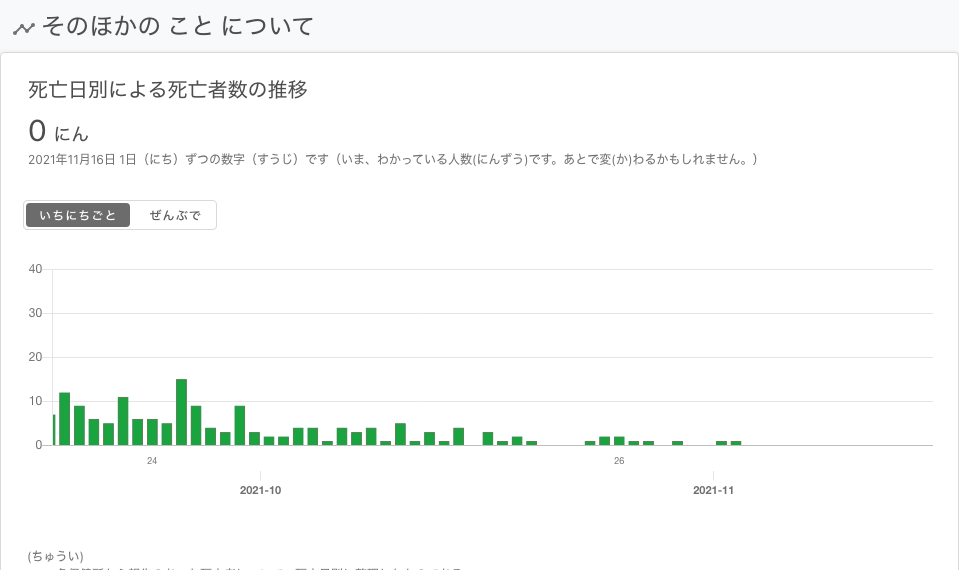 そのほかの こと について
死亡日別による死亡者数の推移
0 にん
2021年11月16日 1日（にち）ずつの数字（すうじ）です（いま、わかっている人数(にんずう)です。あとで変(か)わるかもしれません。）
いちにちごと ぜんぶで
40
30
20
10
0
24 26
2021-10 2021-11
(ちゅうい)